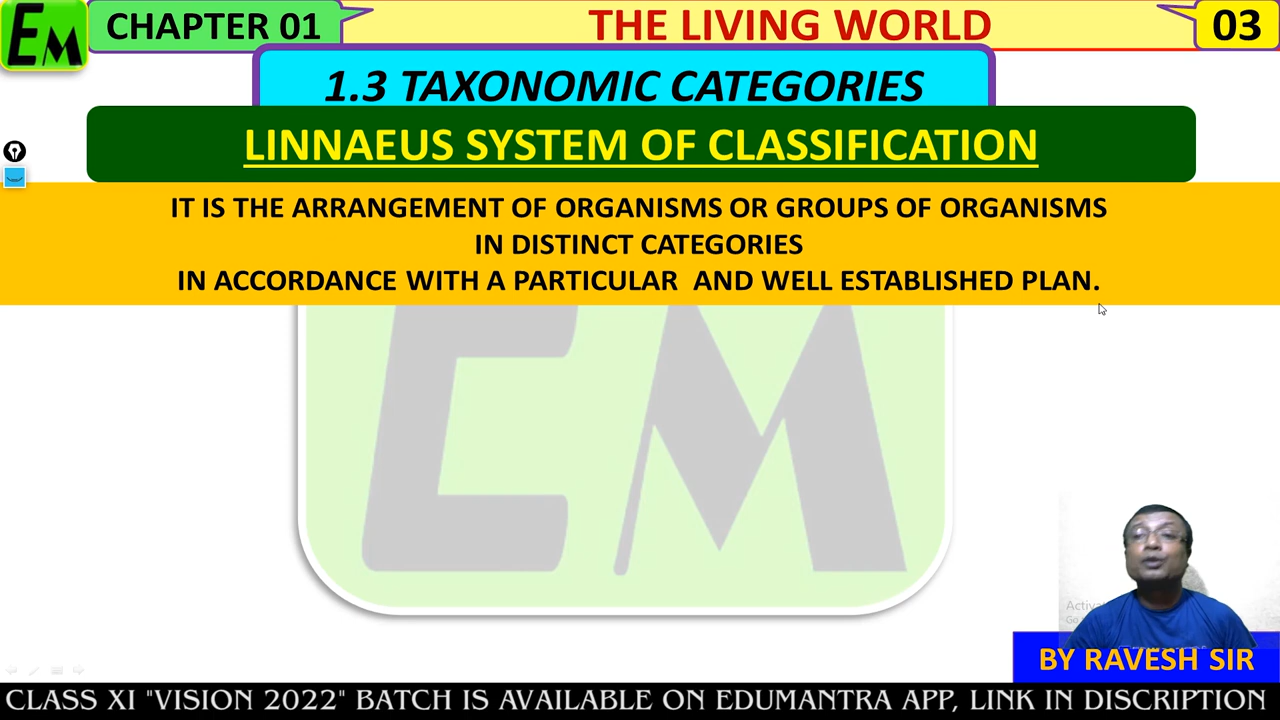 EM
CHAPTER 01
THE LIVING WORLD
03
1.3 TAXONOMIC CATEGORIES
LINNAEUS SYSTEM OF CLASSIFICATION
IT IS THE ARRANGEMENT OF ORGANISMS OR GROUPS OF ORGANISMS
IN DISTINCT CATEGORIES
IN ACCORDANCE WITH A PARTICULAR AND WELL ESTABLISHED PLAN.
EM
BY RAVESH SIR
CLASS XI "VISION 2022" BATCH IS AVAILABLE ON EDUMANTRA APP, LINK IN DISCRIPTION